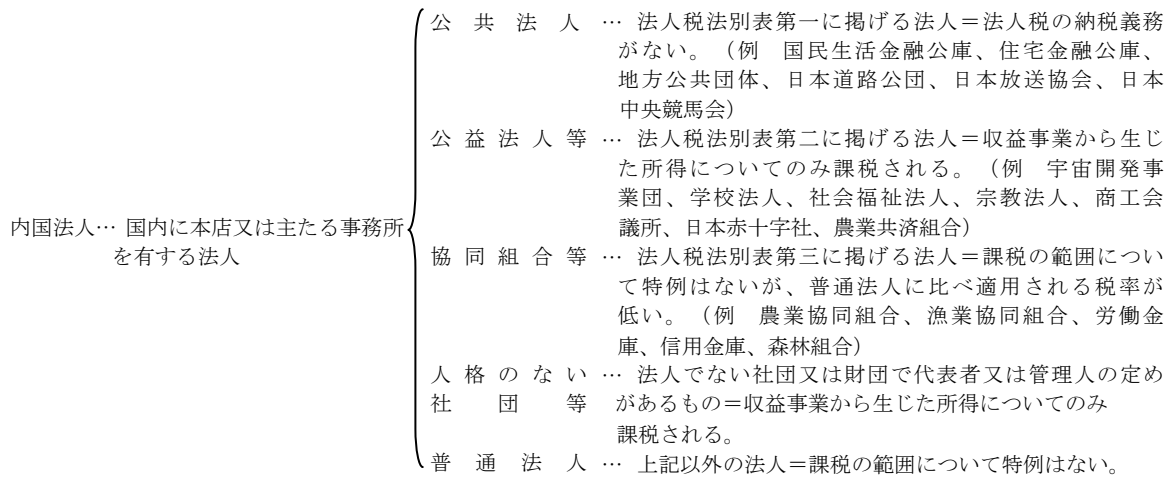 公共法人 … 法人税法別表第一に掲げる法人＝法人税の納税義務
がない。（例　国民生活金融公庫、住宅金融公庫、
地方公共団体、日本道路公団、日本放送協会、日本
中央競馬会）
公益法人等 … 法人税法別表第二に掲げる法人＝収益事業から生じ
た所得についてのみ課税される。（例　宇宙開発事
業団、学校法人、社会福祉法人、宗教法人、商工会
議所、日本赤十字社、農業共済組合）
内国法人… 国内に本店又は主たる事務所
を有する法人
協同組合等 … 法人税法別表第三に掲げる法人＝課税の範囲につい
て特例はないが、普通法人に比べ適用される税率が
低い。（例　農業協同組合、漁業協同組合、労働金
庫、信用金庫、森林組合）
人格のない … 法人でない社団又は財団で代表者又は管理人の定め
社団等 があるもの＝収益事業から生じた所得についてのみ
課税される。
普通法人 … 上記以外の法人＝課税の範囲について特例はない。